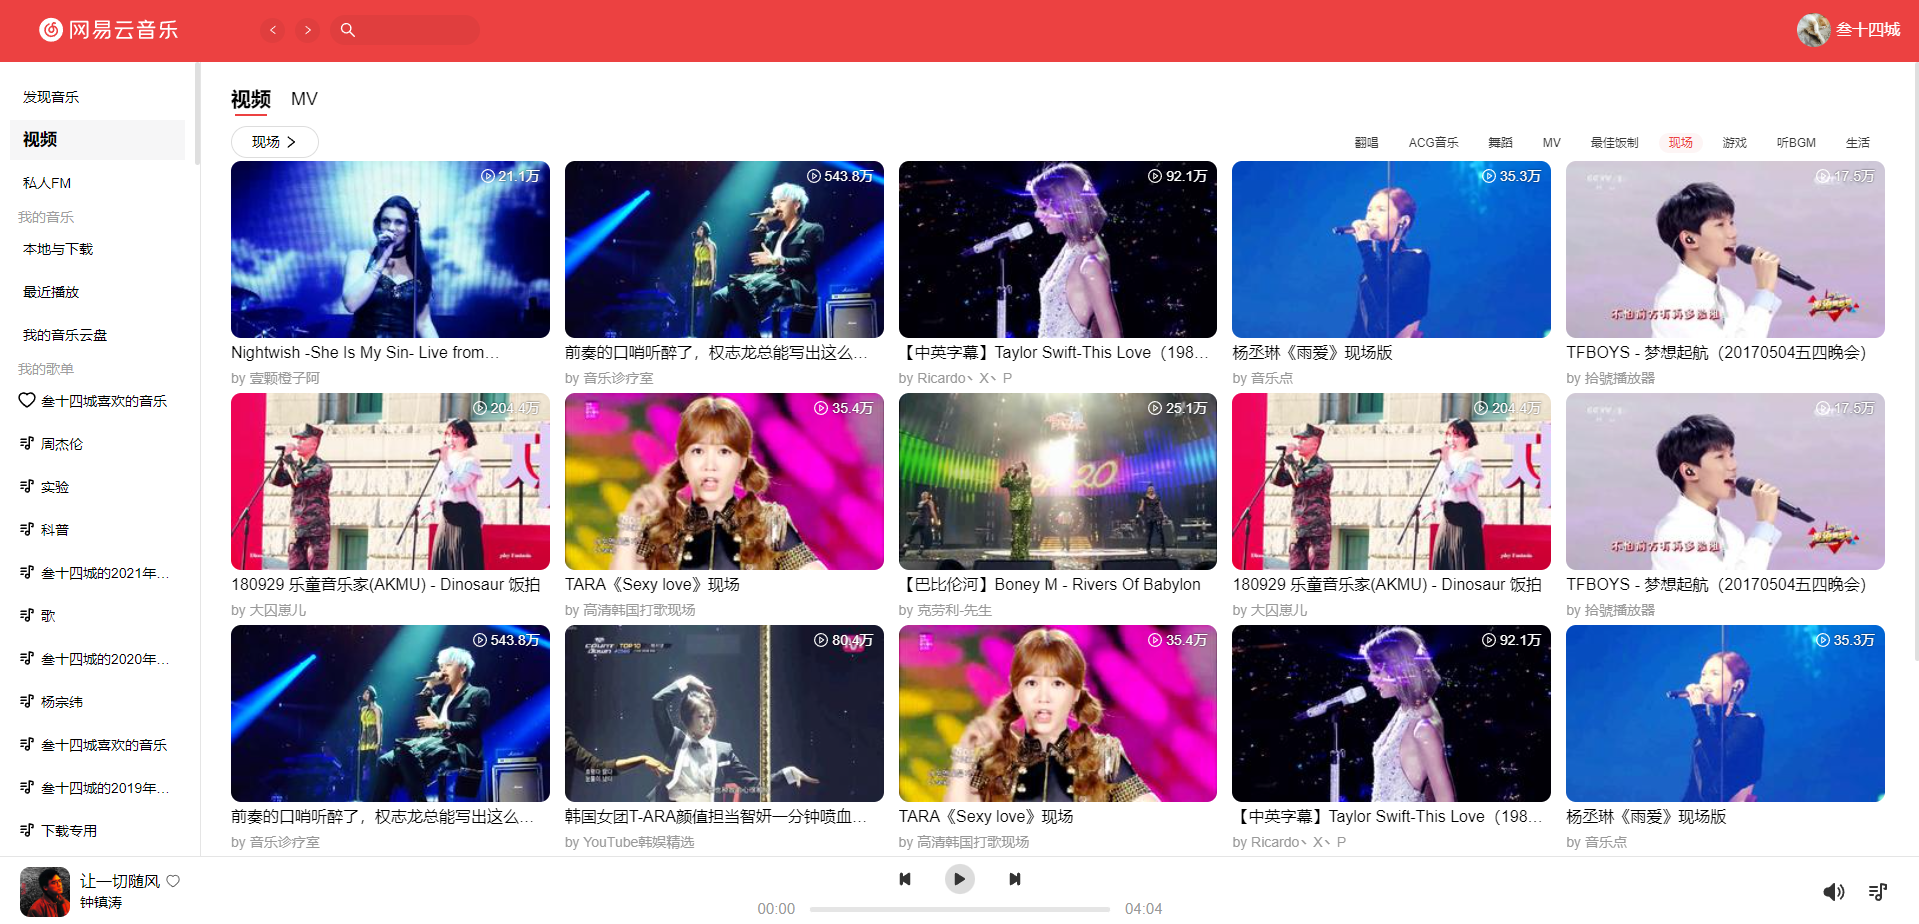 网易云音乐
叁十四城
发现音乐
视频
私人FM
我的音乐
本地与下载
最近播放
我的音乐云盘
我的歌单
叁十四城喜欢的音乐
周杰伦
实验
科普
叁十四城的2021年...
歌
叁十四城的2020年...
杨宗纬
叁十四城喜欢的音乐
叁十四城的2019年...
下载专用
视频 MV
现场
翻唱 ACG音乐 舞蹈 MV 最佳饭制 现场 游戏 听BGM 生活
21.1万
543.8万
92.1万
35.3万
17.5万
不怕前方有再多艰难
Nightwish -She Is My Sin- Live from...
by 壹颗橙子阿
前奏的口哨听醉了，权志龙总能写出这么...
by 音乐诊疗室
【中英字幕】Taylor Swift-This Love（198...
by Ricardo丶X丶P
杨丞琳《雨爱》现场版
by 音乐点
TFBOYS - 梦想起航（20170504五四晚会）
by 拾號播放器
204.4万
35.4万
25.1万
204.4万
17.5万
不怕前方有再多艰难
180929 乐童音乐家(AKMU) - Dinosaur 饭拍
by 大囚崽儿
TARA《Sexy love》现场
by 高清韩国打歌现场
【巴比伦河】Boney M - Rivers Of Babylon
by 克劳利-先生
180929 乐童音乐家(AKMU) - Dinosaur 饭拍
by 大囚崽儿
TFBOYS - 梦想起航（20170504五四晚会）
by 拾號播放器
543.8万
80.4万
35.4万
92.1万
35.3万
前奏的口哨听醉了，权志龙总能写出这么...
by 音乐诊疗室
韩国女团T-ARA颜值担当智妍一分钟喷血...
by YouTube韩娱精选
TARA《Sexy love》现场
by 高清韩国打歌现场
【中英字幕】Taylor Swift-This Love（198...
by Ricardo丶X丶P
杨丞琳《雨爱》现场版
by 音乐点
让一切随风
钟镇涛
00:00
04:04